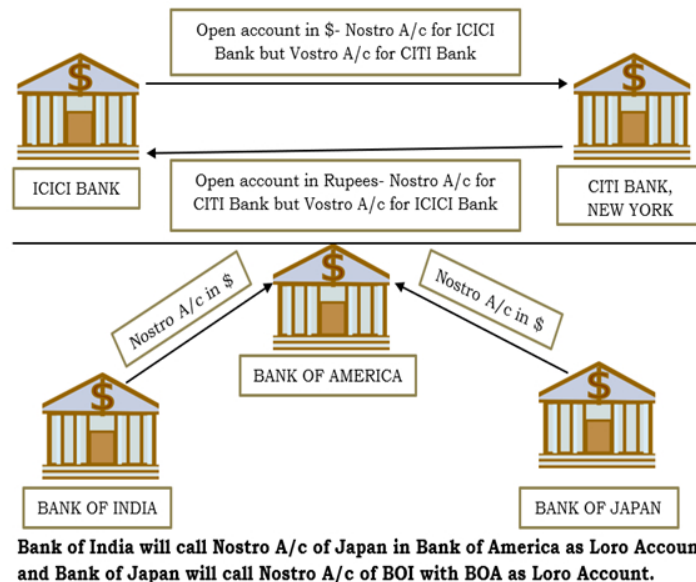 Open account in $- Nostro A/c for ICICI
Bank but Vostro A/c for CITI Bank
$
$
ICICI BANK
Open account in Rupees- Nostro A/c for
CITI Bank but Vostro A/c for ICICI Bank
CITI BANK,
NEW YORK
$
Nostro A/c in $
Nostro A/c in $
BANK OF AMERICA
$
$
BANK OF INDIA
BANK OF JAPAN
Bank of India will call Nostro A/c of Japan in Bank of America as Loro Accoun
and Bank of Japan will call Nostro A/c of BOI with BOA as Loro Account.